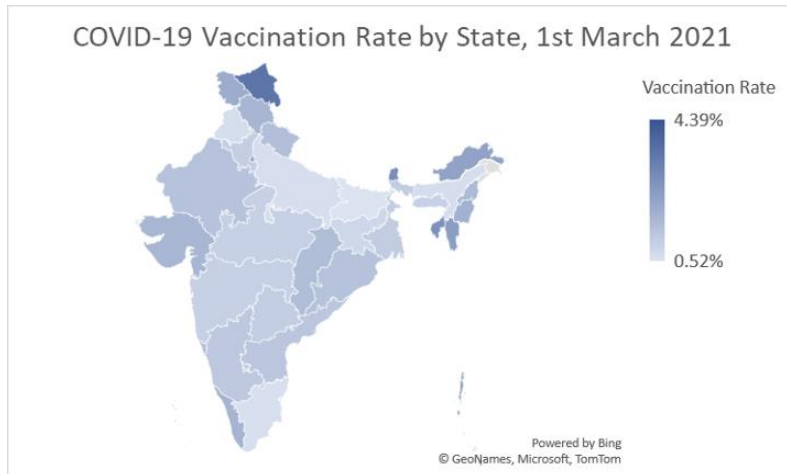 COVID-19 Vaccination Rate by State, 1st March 2021
Vaccination Rate
4.39%
0.52%
Powered by Bing
© GeoNames, Microsoft, TomTom